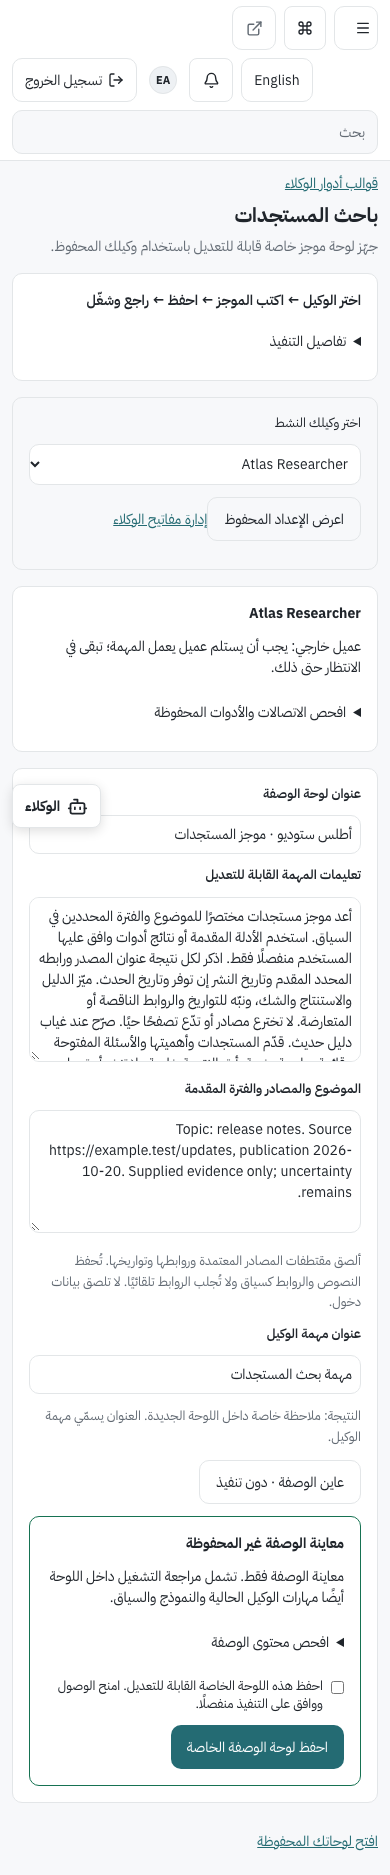 English
EA
تسجيل الخروج
بحث
قوالب أدوار الوكلاء
باحث المستجدات
جهّز لوحة موجز خاصة قابلة للتعديل باستخدام وكيلك المحفوظ.
اختر الوكيل ← اكتب الموجز ← احفظ ← راجع وشغّل
تفاصيل التنفيذ
اختر وكيلك النشط
Atlas Researcher
اعرض الإعداد المحفوظ
إدارة مفاتيح الوكلاء
Atlas Researcher
عميل خارجي: يجب أن يستلم عميل يعمل المهمة؛ تبقى في
الانتظار حتى ذلك.
افحص الاتصالات والأدوات المحفوظة
عنوان لوحة الوصفة
الوكلاء
أطلس ستوديو · موجز المستجدات
تعليمات المهمة القابلة للتعديل
أعد موجز مستجدات مختصرًا للموضوع والفترة المحددين في
السياق. استخدم الأدلة المقدمة أو نتائج أدوات وافق عليها
المستخدم منفصلًا فقط. اذكر لكل نتيجة عنوان المصدر ورابطه
المحدد المقدم وتاريخ النشر إن توفر وتاريخ الحدث. ميّز الدليل
والاستنتاج والشك، ونبّه للتواريخ والروابط الناقصة أو
المتعارضة. لا تخترع مصادر أو تدّع تصفحًا حيًا. صرّح عند غياب
دليل حديث. قدّم المستجدات وأهميتها والأسئلة المفتوحة
الموضوع والمصادر والفترة المقدمة
Topic: release notes. Source
https://example.test/updates, publication 2026-
10-20. Supplied evidence only; uncertainty
remains.
ألصق مقتطفات المصادر المعتمدة وروابطها وتواريخها. تُحفظ
النصوص والروابط كسياق ولا تُجلب الروابط تلقائيًا. لا تلصق بيانات
دخول.
عنوان مهمة الوكيل
مهمة بحث المستجدات
النتيجة: ملاحظة خاصة داخل اللوحة الجديدة. العنوان يسمّي مهمة
الوكيل.
عاين الوصفة · دون تنفيذ
معاينة الوصفة غير المحفوظة
معاينة الوصفة فقط. تشمل مراجعة التشغيل داخل اللوحة
أيضًا مهارات الوكيل الحالية والنموذج والسياق.
افحص محتوى الوصفة
احفظ هذه اللوحة الخاصة القابلة للتعديل. امنح الوصول
ووافق على التنفيذ منفصلًا.
احفظ لوحة الوصفة الخاصة
افتح لوحاتك المحفوظة